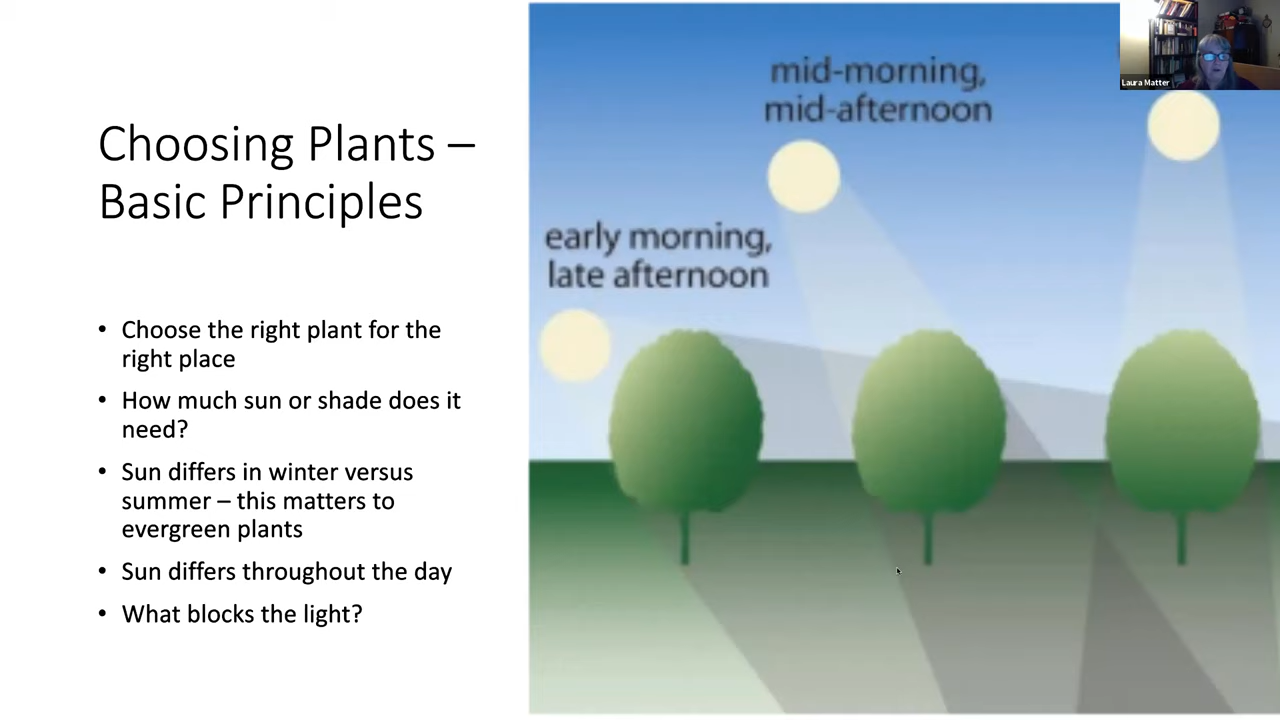 Choosing Plants –
Basic Principles
• Choose the right plant for the
right place
• How much sun or shade does it
need?
• Sun differs in winter versus
summer – this matters to
evergreen plants
• Sun differs throughout the day
• What blocks the light?
mid-morning,
mid-afternoon
early morning,
late afternoon
Laura Matter